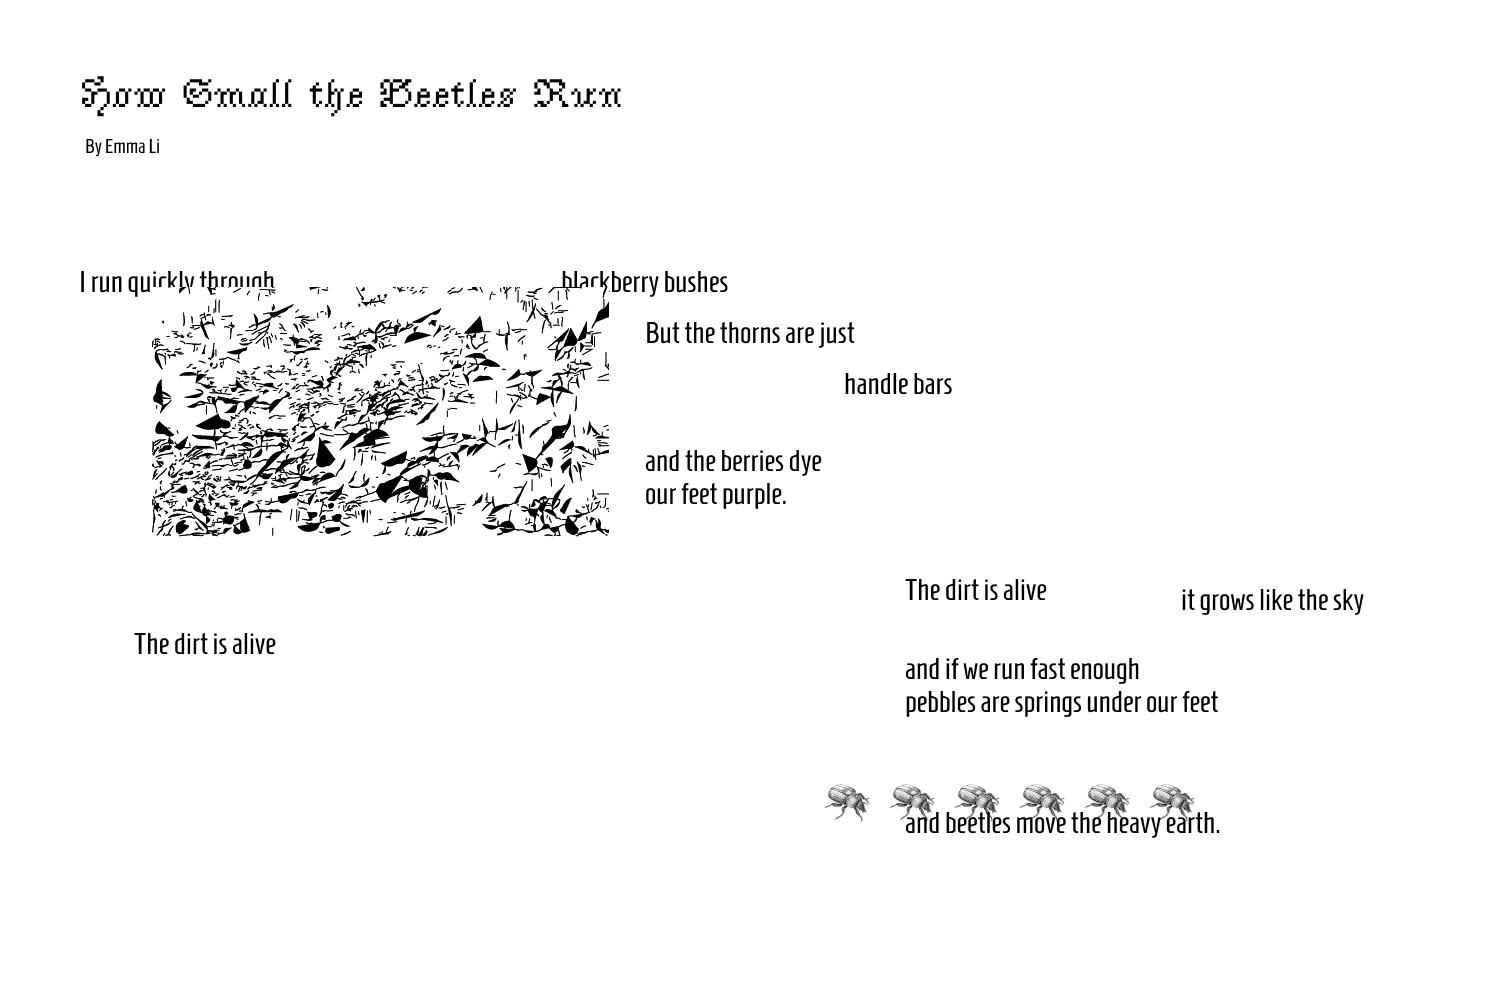 How Small the Beetles Run
By Emma Li
I run quickly through blackberry bushes
But the thorns are just
handle bars
and the berries dye
our feet purple.
The dirt is alive it grows like the sky
The dirt is alive
and if we run fast enough
pebbles are springs under our feet
and beetles move the heavy earth.